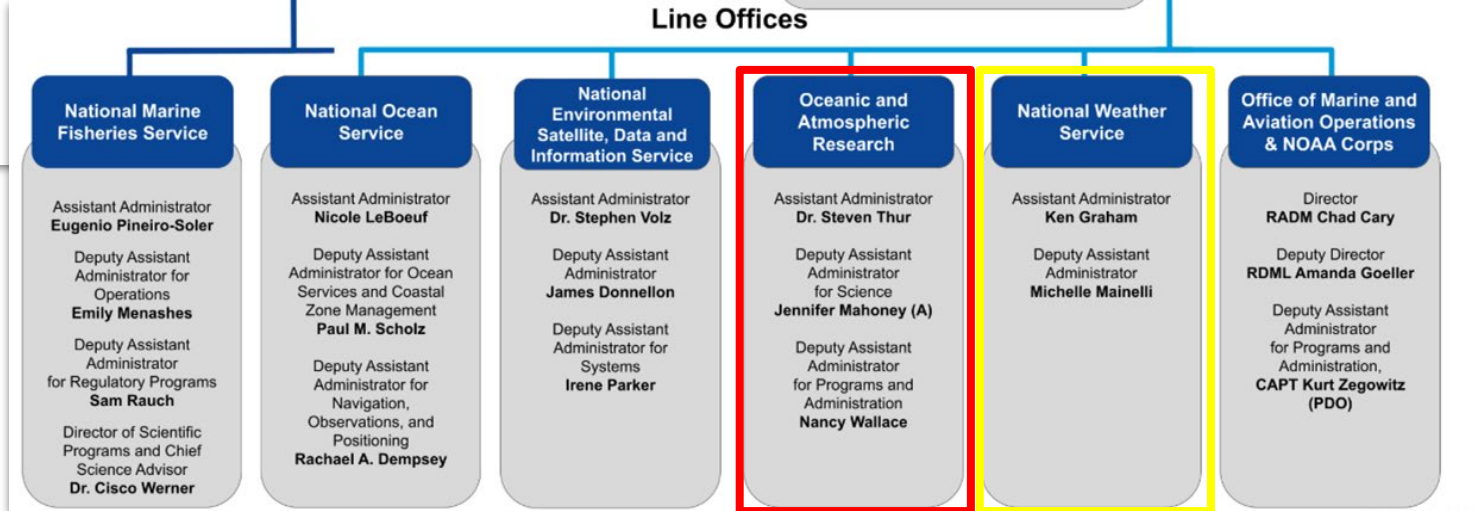 Line Offices
National Marine
Fisheries Service
Assistant Administrator
Eugenio Pineiro-Soler
Deputy Assistant
Administrator for
Operations
Emily Menashes
Deputy Assistant
Administrator
for Regulatory Programs
Sam Rauch
Director of Scientific
Programs and Chief
Science Advisor
Dr. Cisco Werner
National Ocean
Service
Assistant Administrator
Nicole LeBoeuf
Deputy Assistant
Administrator for Ocean
Services and Coastal
Zone Management
Paul M. Scholz
Deputy Assistant
Administrator for
Navigation,
Observations, and
Positioning
Rachael A. Dempsey
National
Environmental
Satellite, Data and
Information Service
Assistant Administrator
Dr. Stephen Volz
Deputy Assistant
Administrator
James Donnellon
Deputy Assistant
Administrator for
Systems
Irene Parker
Oceanic and
Atmospheric
Research
Assistant Administrator
Dr. Steven Thur
Deputy Assistant
Administrator
for Science
Jennifer Mahoney (A)
Deputy Assistant
Administrator
for Programs and
Administration
Nancy Wallace
National Weather
Service
Assistant Administrator
Ken Graham
Deputy Assistant
Administrator
Michelle Mainelli
Office of Marine and
Aviation Operations
& NOAA Corps
Director
RADM Chad Cary
Deputy Director
RDML Amanda Goeller
Deputy Assistant
Administrator
for Programs and
Administration,
CAPT Kurt Zegowitz
(PDO)